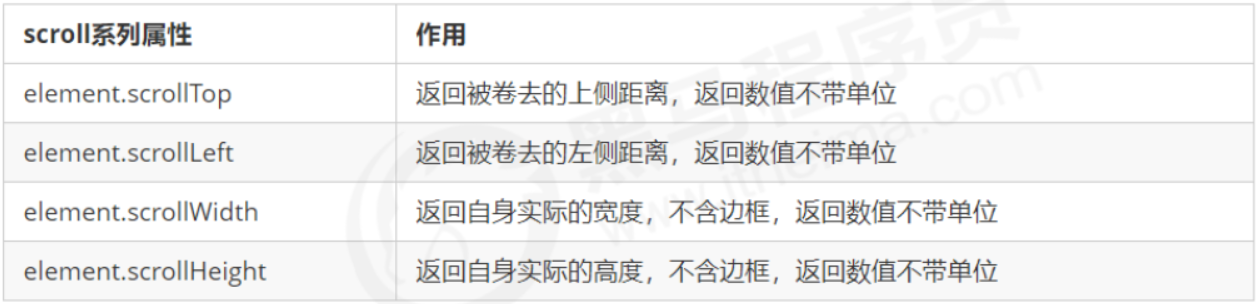 scroll系列属性 作用
element.scrollTop 返回被卷去的上侧距离，返回数值不带单位
element.scrollLeft 返回被卷去的左侧距离，返回数值不带单位
element.scrollWidth 返回自身实际的宽度，不含边框，返回数值不带单位
element.scrollHeight 返回自身实际的高度，不含边框，返回数值不带单位
黑马程序员
www.itheima.com